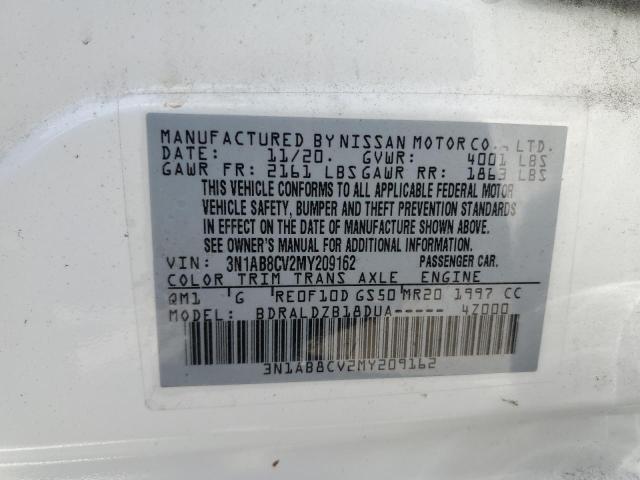 MANUFACTURED BY NISSAN MOTOR CO., LTD.
DATE: 11/20. GVWR: 4001 LBS
GAWR FR: 2161 LBS GAWR RR: 1863 LBS
THIS VEHICLE CONFORMS TO ALL APPLICABLE FEDERAL MOTOR
VEHICLE SAFETY, BUMPER AND THEFT PREVENTION STANDARDS
IN EFFECT ON THE DATE OF MANUFACTURE SHOWN ABOVE.
SEE OWNER'S MANUAL FOR ADDITIONAL INFORMATION.
VIN: 3N1AB8CV2MY209162 PASSENGER CAR.
COLOR TRIM TRANS AXLE ENGINE
QM1 G RE0F10D GS50 MR20 1997 CC
MODEL: BDRALDZB18DUA----- 4Z000
3N1AB8CV2MY209162